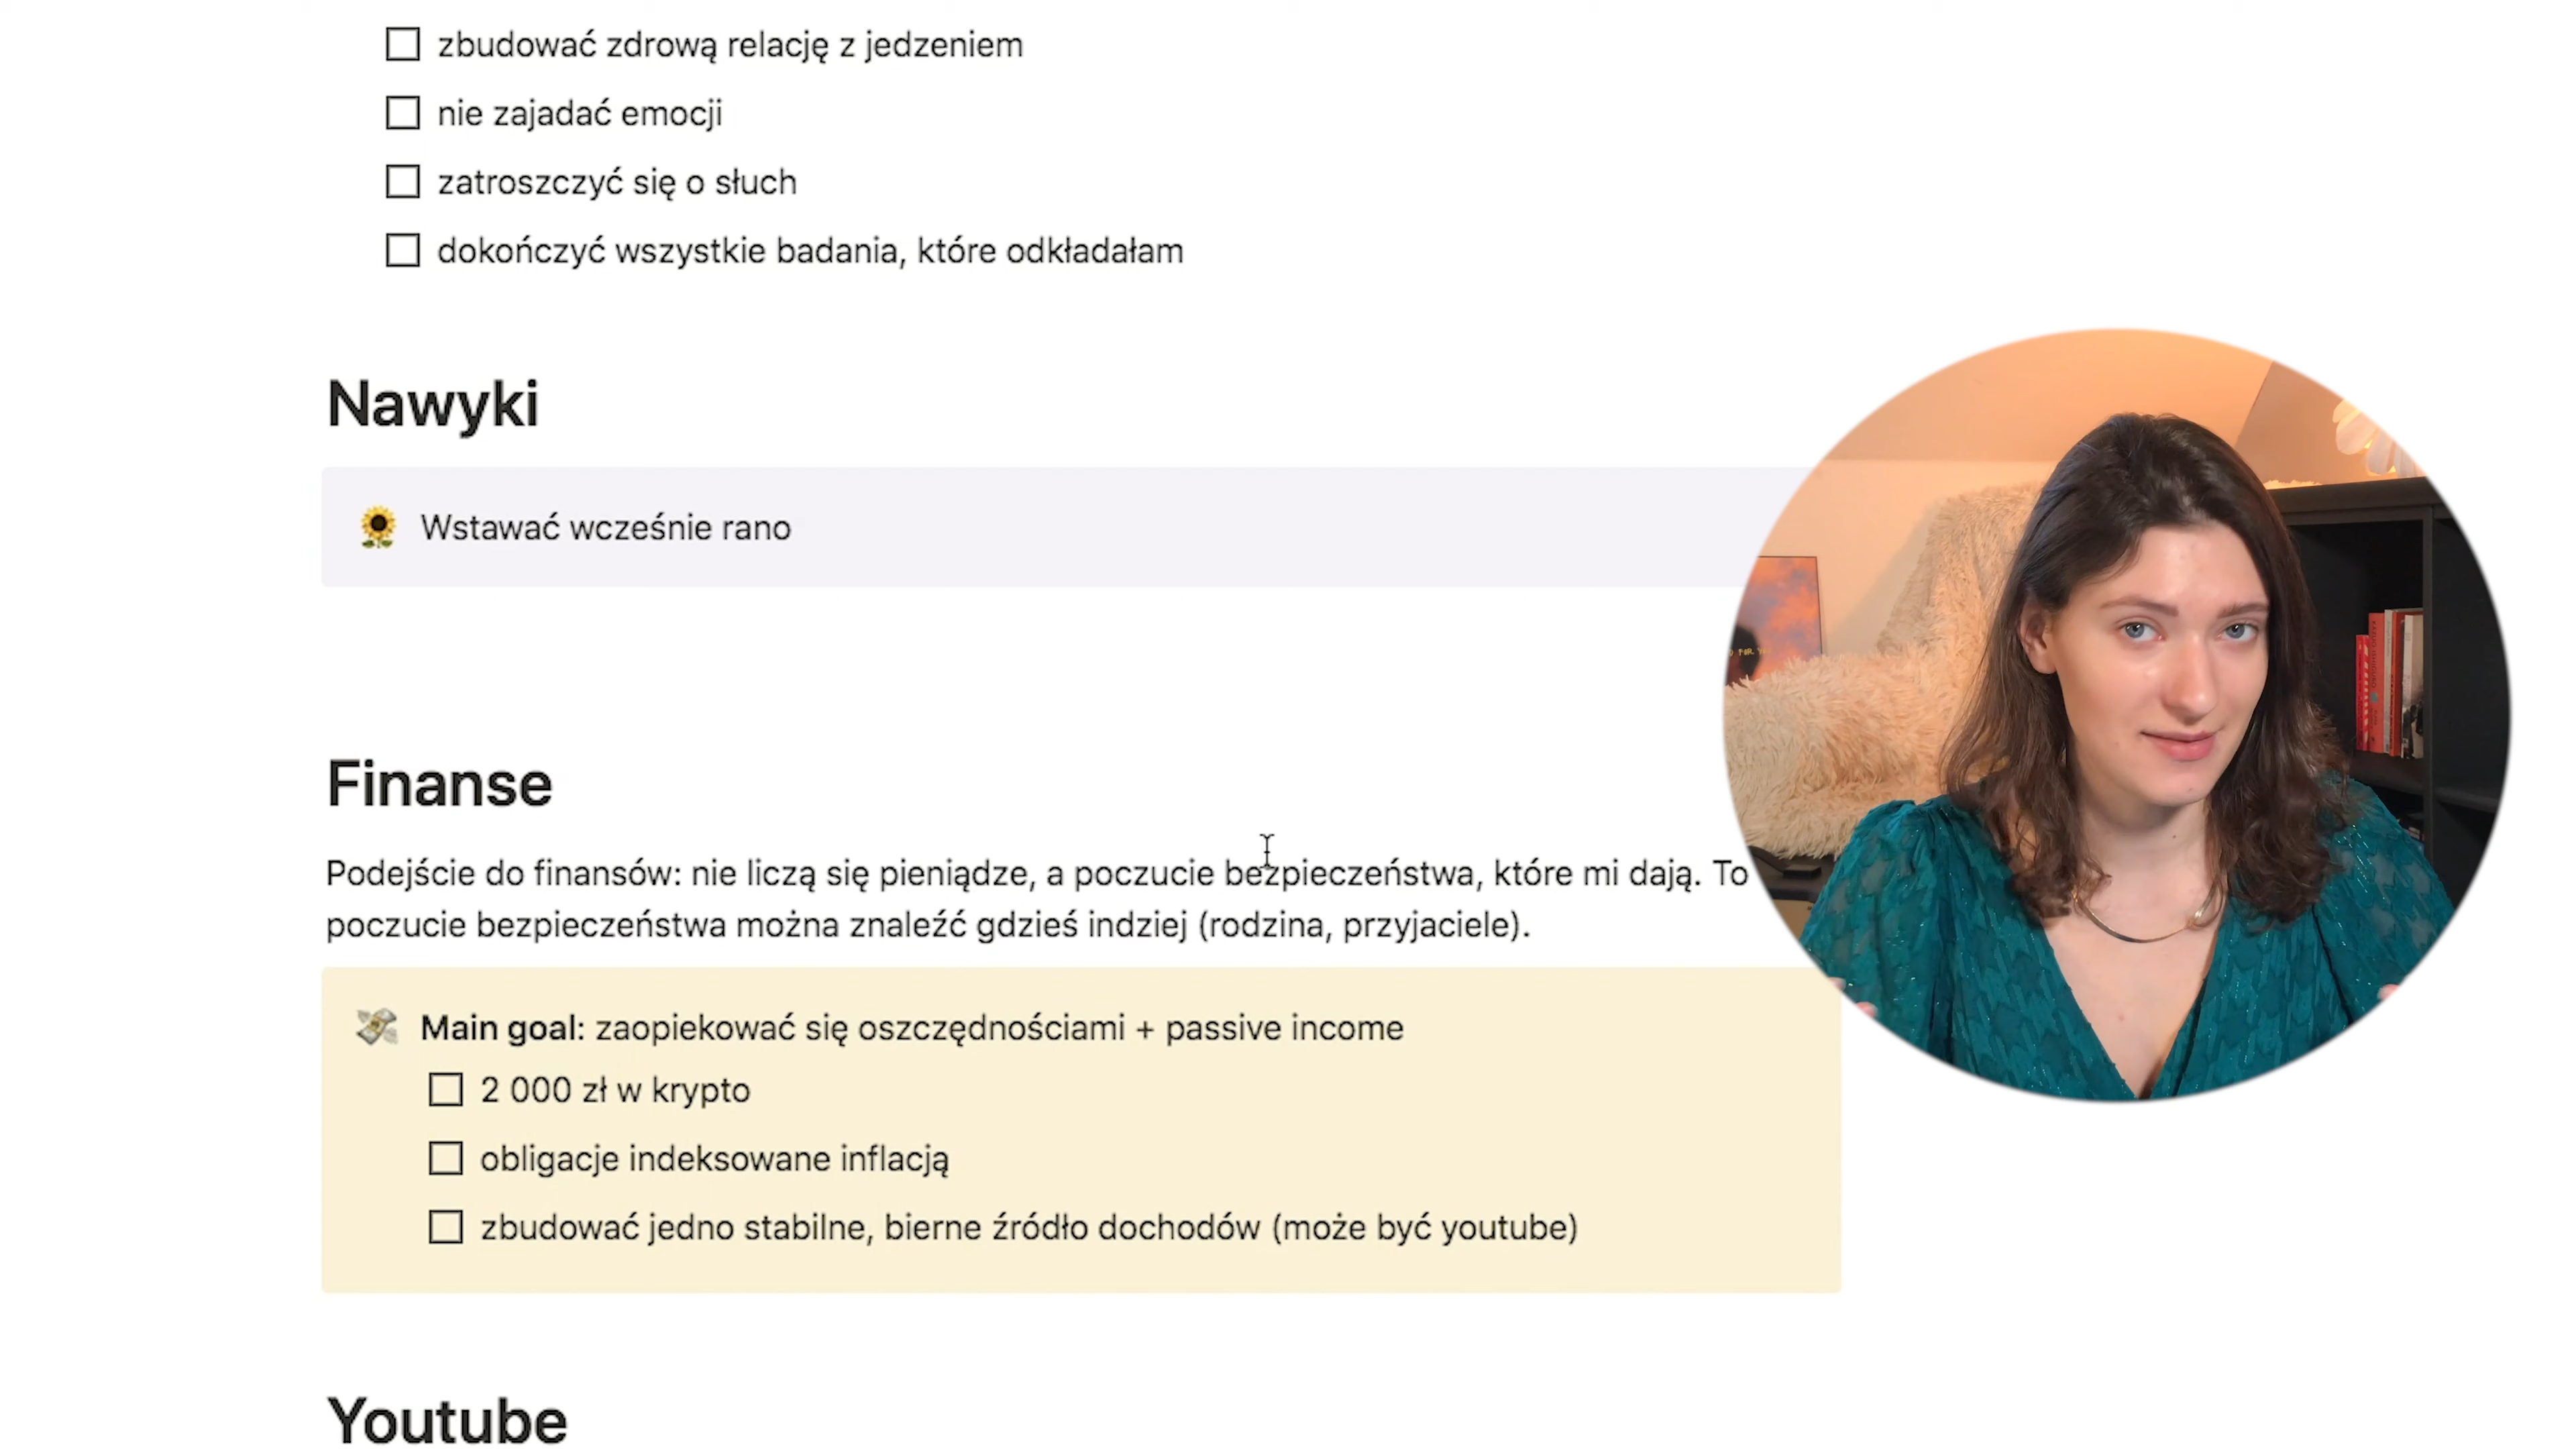 zbudować zdrową relację z jedzeniem
nie zajadać emocji
zatroszczyć się o słuch
dokończyć wszystkie badania, które odkładałam
Nawyki
Wstawać wcześnie rano
Finanse
Podejście do finansów: nie liczą się pieniądze, a poczucie bezpieczeństwa, które mi dają. To
poczucie bezpieczeństwa można znaleźć gdzieś indziej (rodzina, przyjaciele).
Main goal: zaopiekować się oszczędnościami + passive income
2 000 zł w krypto
obligacje indeksowane inflacją
zbudować jedno stabilne, bierne źródło dochodów (może być youtube)
Youtube